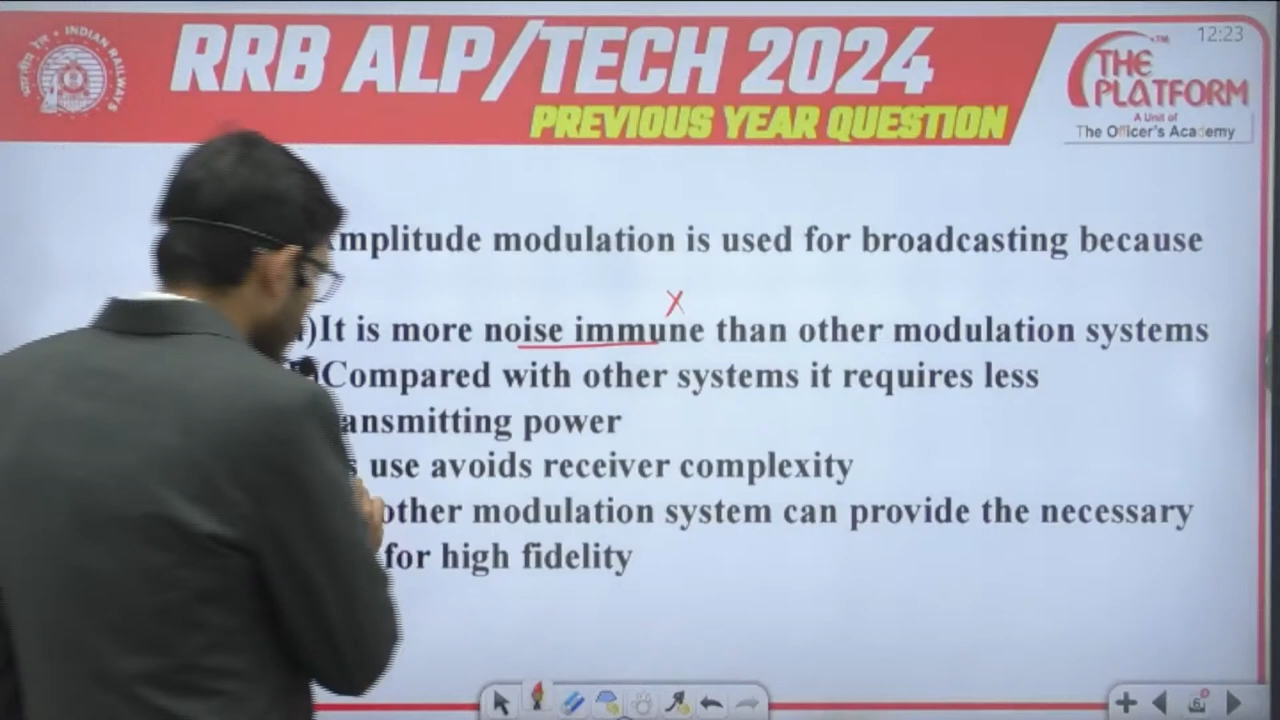 RRB ALP/TECH 2024
PREVIOUS YEAR QUESTION
INDIAN RAILWAYS
12:23
THE
PLATFORM
A Unit of
The Officer's Academy
mplitude modulation is used for broadcasting because
X
)It is more noise immune than other modulation systems
Compared with other systems it requires less
ansmitting power
s use avoids receiver complexity
other modulation system can provide the necessary
for high fidelity